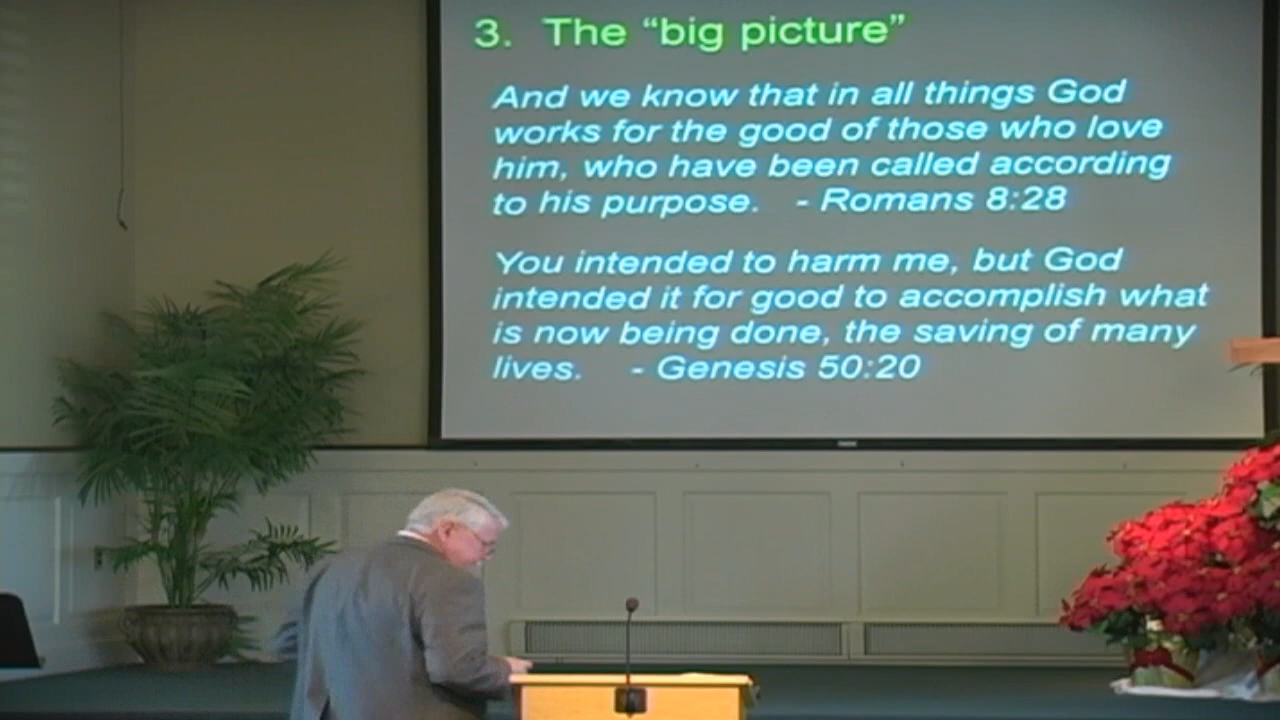 3. The “big picture”
And we know that in all things God
works for the good of those who love
him, who have been called according
to his purpose. - Romans 8:28
You intended to harm me, but God
intended it for good to accomplish what
is now being done, the saving of many
lives. - Genesis 50:20